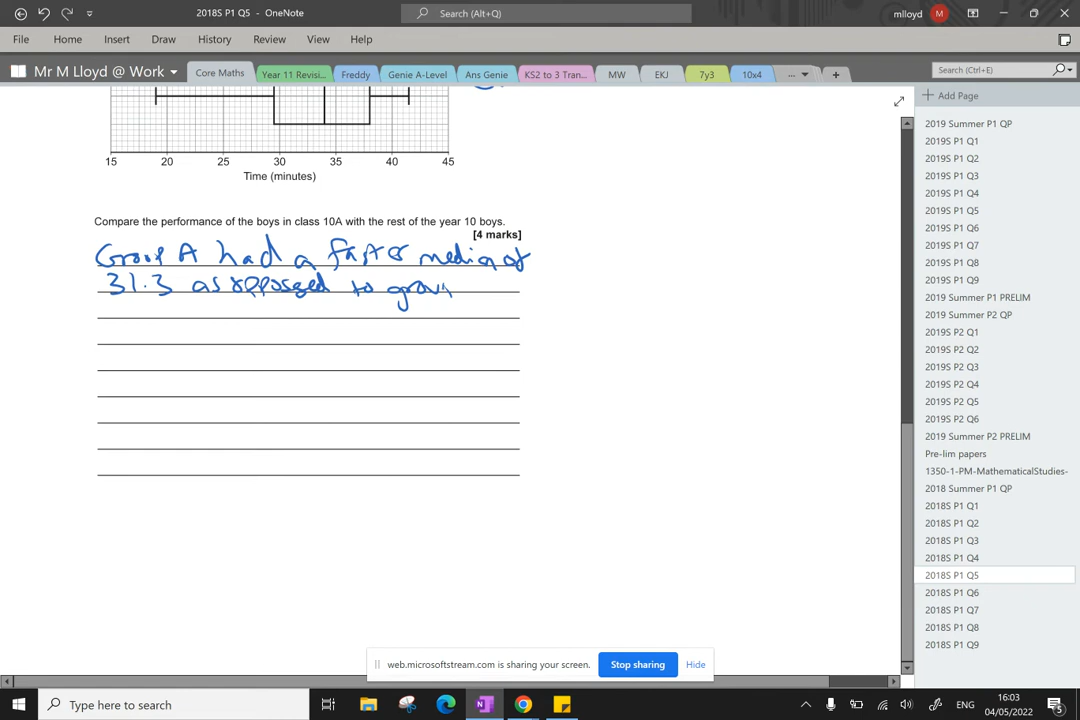 2018S P1 Q5 - OneNote
Search (Alt+Q)
mlloyd
M
File
Home
Insert
Draw
History
Review
View
Help
Mr M Lloyd @ Work
Core Maths
Year 11 Revisi...
Freddy
Genie A-Level
Ans Genie
KS2 to 3 Tran...
MW
EKJ
7y3
10x4
...
Search (Ctrl+E)
Add Page
15 20 25 30 35 40 45
Time (minutes)
Compare the performance of the boys in class 10A with the rest of the year 10 boys.
[4 marks]
Group A had a faster median of
31.3 as opposed to grou
2019 Summer P1 QP
2019S P1 Q1
2019S P1 Q2
2019S P1 Q3
2019S P1 Q4
2019S P1 Q5
2019S P1 Q6
2019S P1 Q7
2019S P1 Q8
2019S P1 Q9
2019 Summer P1 PRELIM
2019 Summer P2 QP
2019S P2 Q1
2019S P2 Q2
2019S P2 Q3
2019S P2 Q4
2019S P2 Q5
2019S P2 Q6
2019 Summer P2 PRELIM
Pre-lim papers
1350-1-PM-MathematicalStudies-
2018 Summer P1 QP
2018S P1 Q1
2018S P1 Q2
2018S P1 Q3
2018S P1 Q4
2018S P1 Q5
2018S P1 Q6
2018S P1 Q7
2018S P1 Q8
2018S P1 Q9
web.microsoftstream.com is sharing your screen.
Stop sharing
Hide
Type here to search
ENG
16:03
04/05/2022
5